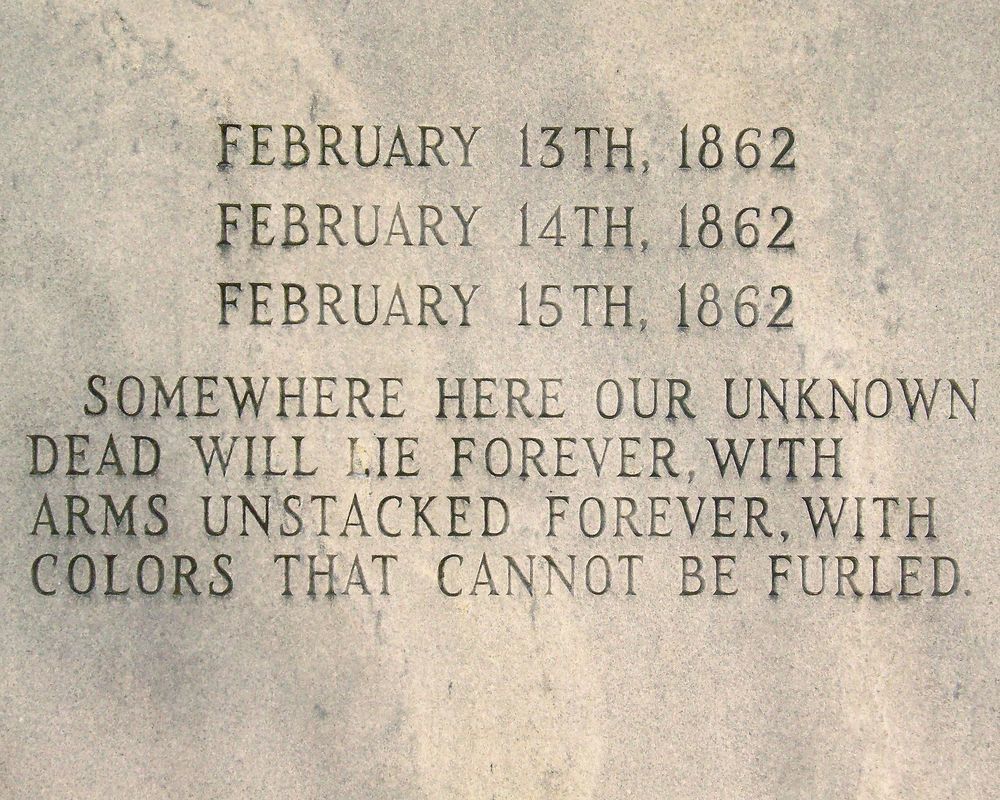 FEBRUARY 13TH, 1862
FEBRUARY 14TH, 1862
FEBRUARY 15TH, 1862
SOMEWHERE HERE OUR UNKNOWN
DEAD WILL LIE FOREVER, WITH
ARMS UNSTACKED FOREVER, WITH
COLORS THAT CANNOT BE FURLED.